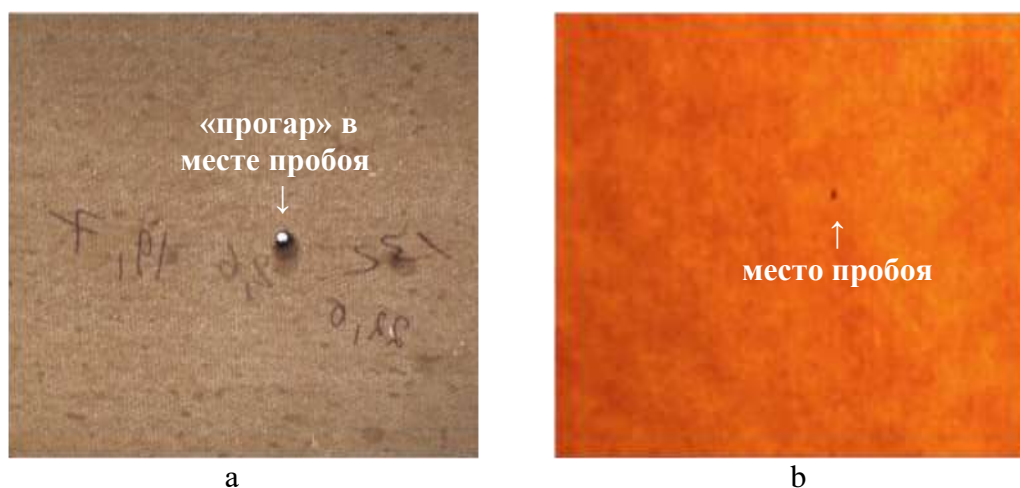 «прогар» в
месте пробоя
↓
↑
место пробоя
a
b